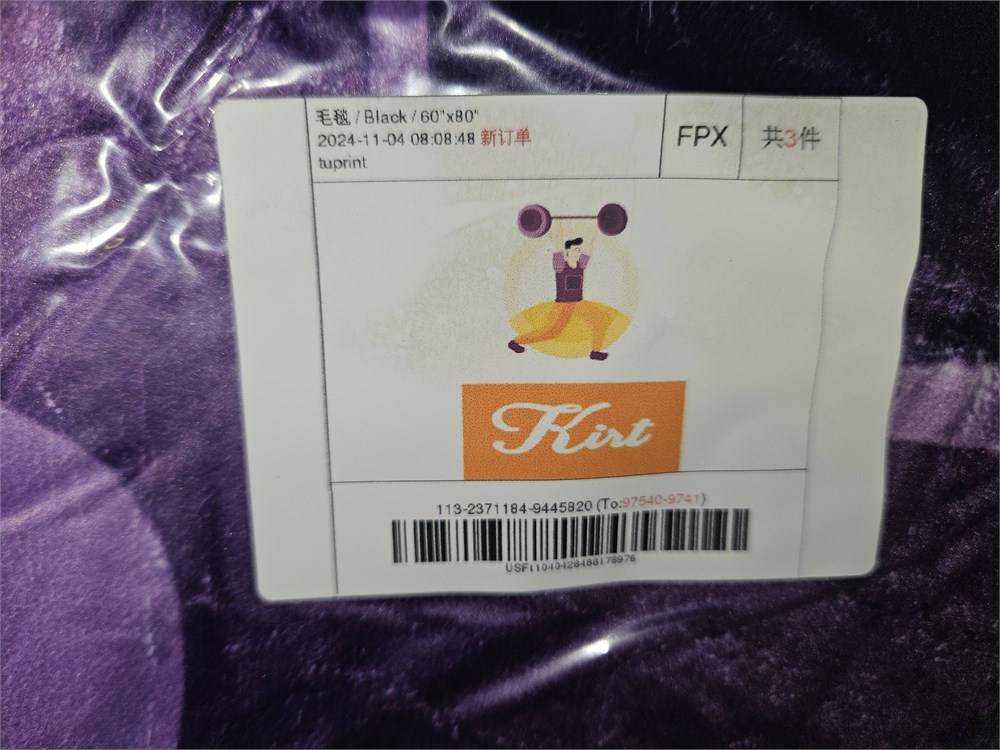 毛毯 / Black / 60"x80"
2024-11-04 08:08:48 新订单
tuprint
FPX
共3件
Kirt
113-2371184-9445820 (To:97540-9741)
USF11040428488178976